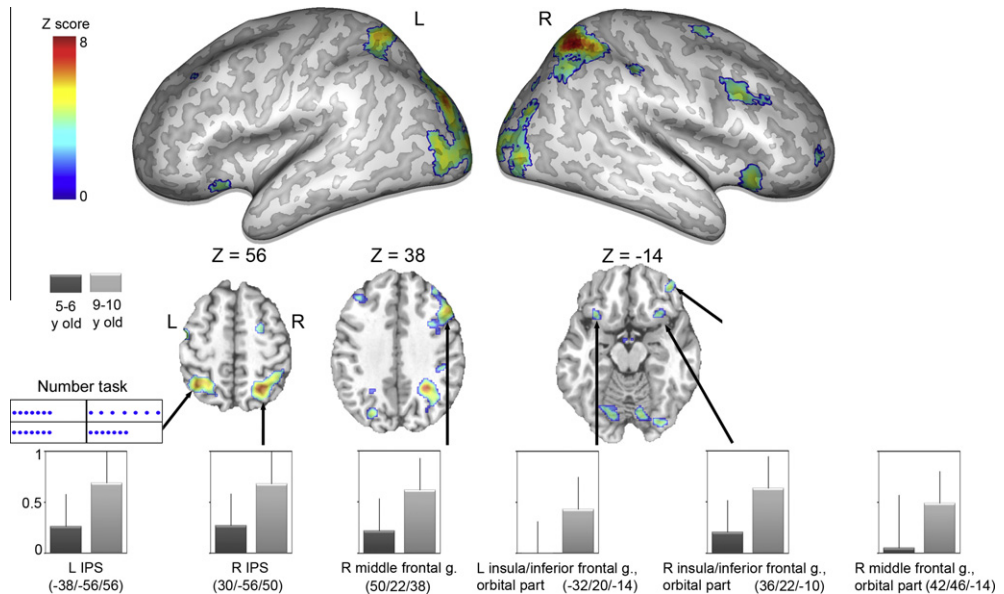 Z score
8
0
L
R
Z = 56
Z = 38
Z = -14
5-6
y old
9-10
y old
L
R
Number task
1
0.5
0
L IPS
(-38/-56/56)
R IPS
(30/-56/50)
R middle frontal g.
(50/22/38)
L insula/inferior frontal g.,
orbital part (-32/20/-14)
R insula/inferior frontal g.,
orbital part (36/22/-10)
R middle frontal g.,
orbital part (42/46/-14)